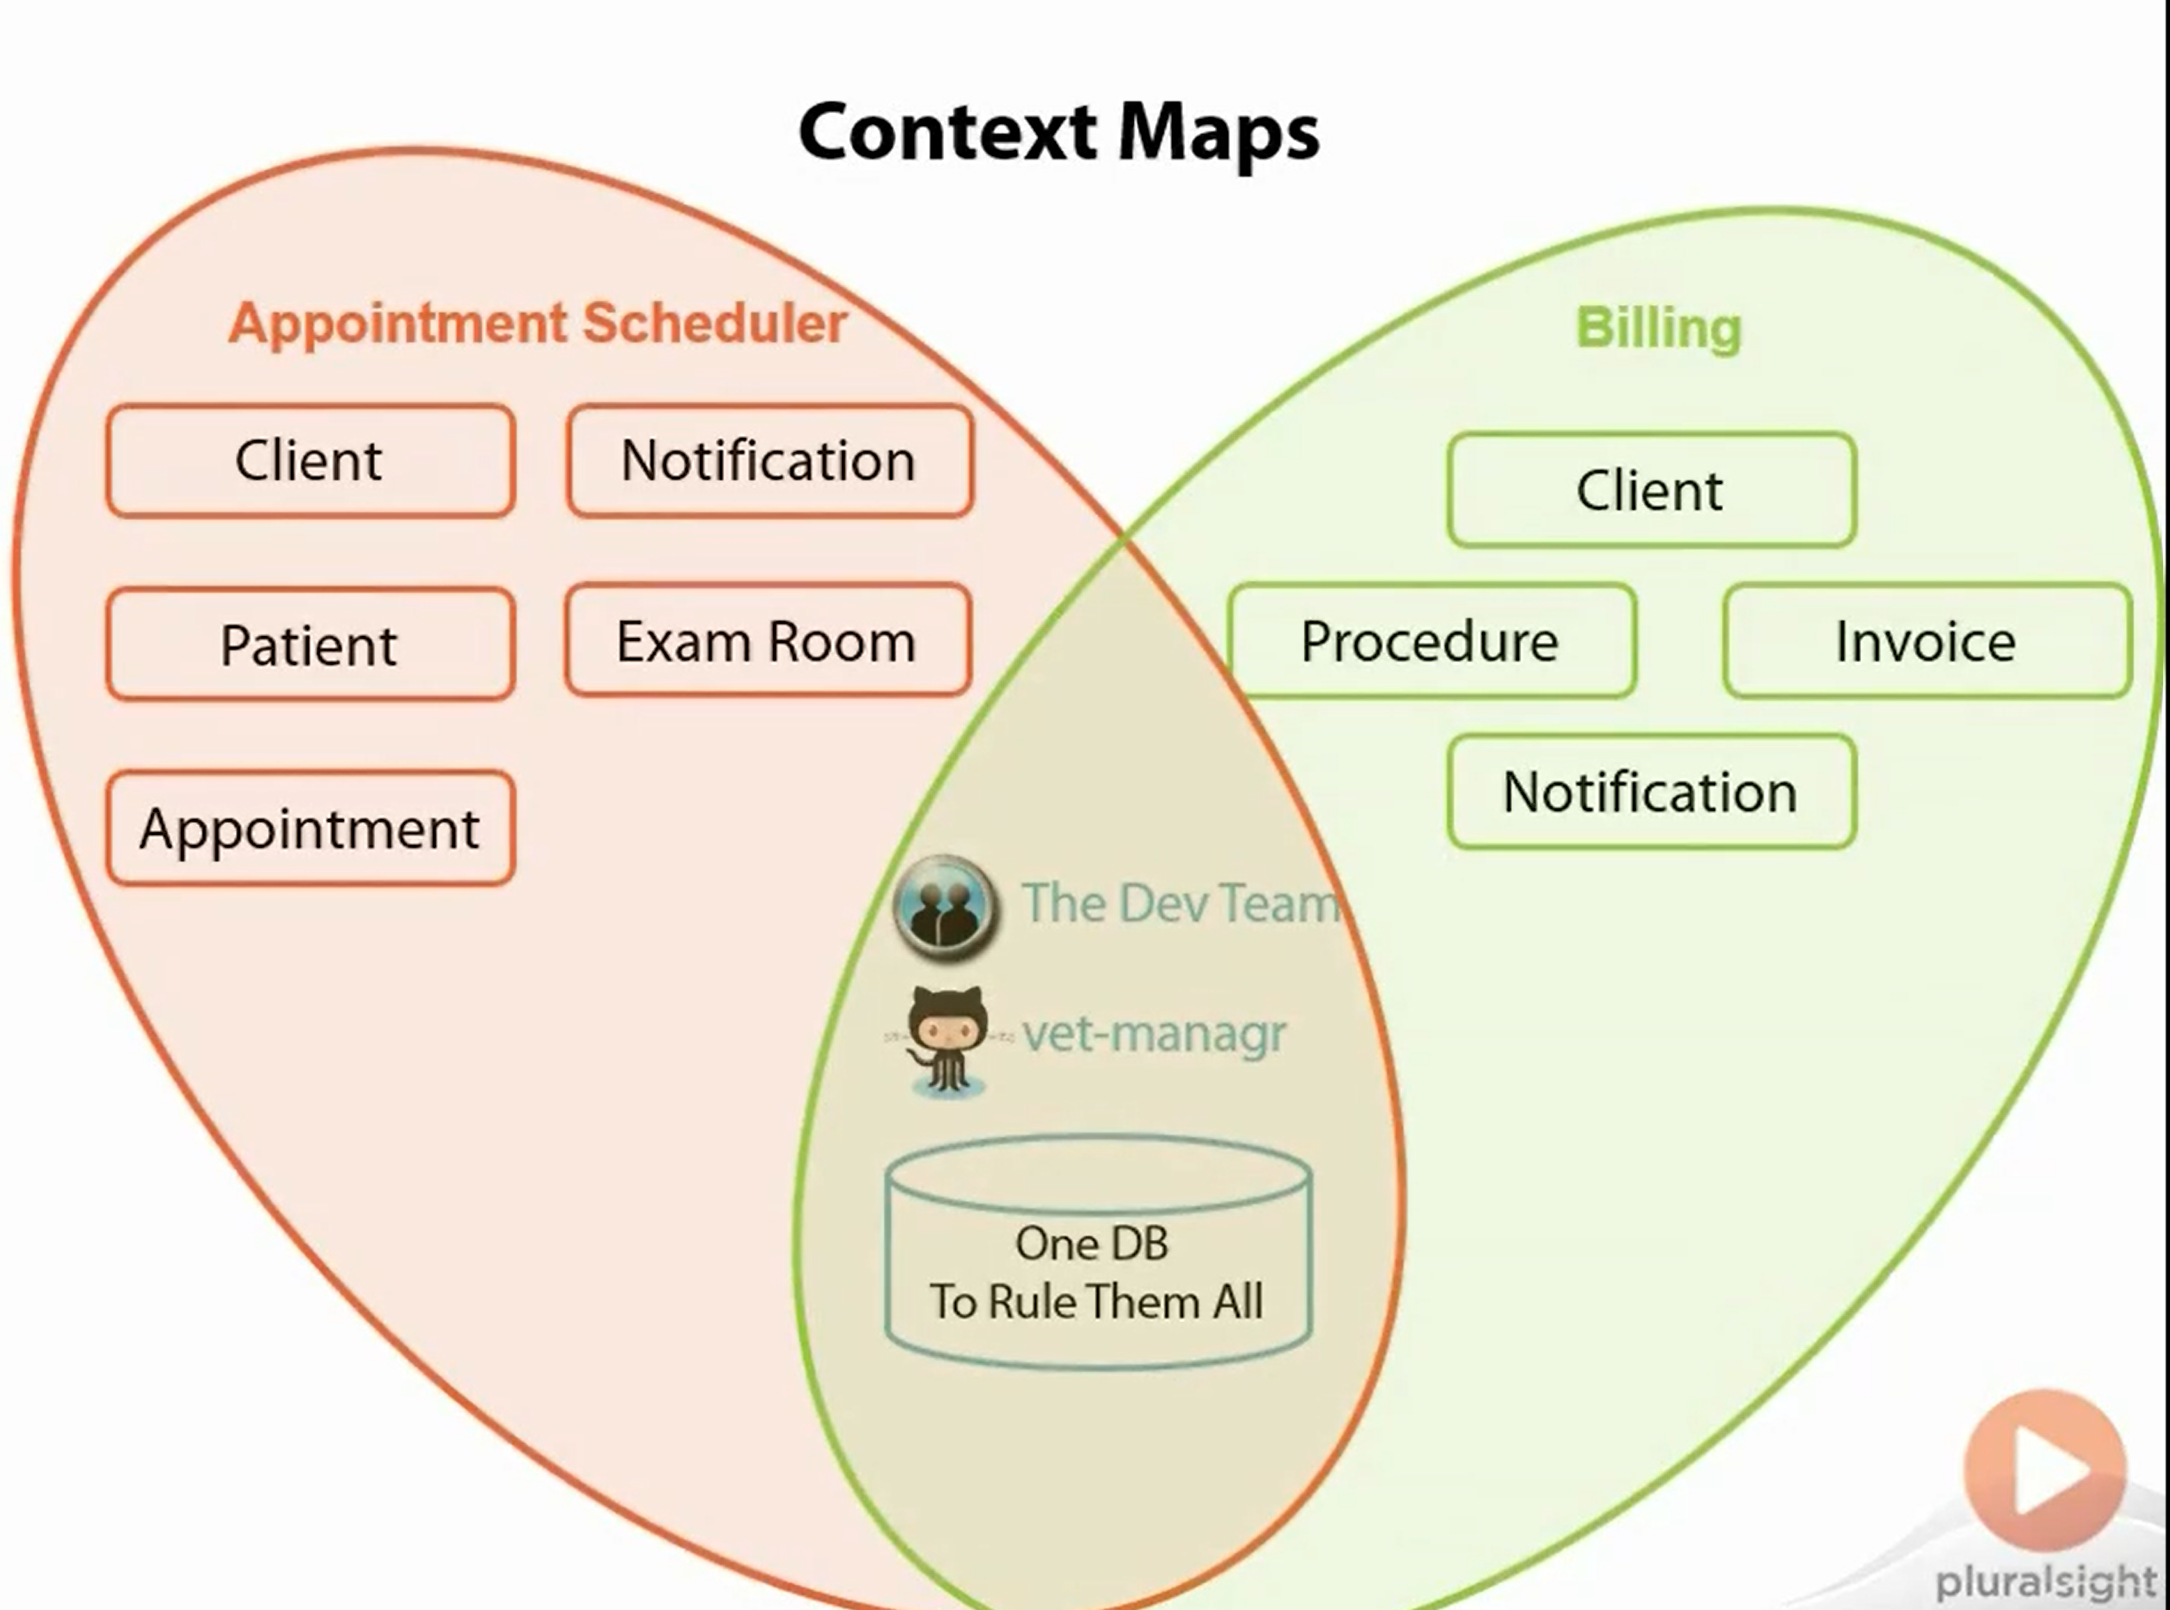 Context Maps
Appointment Scheduler
Client
Notification
Patient
Exam Room
Appointment
Billing
Client
Procedure
Invoice
Notification
The Dev Team
vet-managr
One DB
To Rule Them All
pluralsight